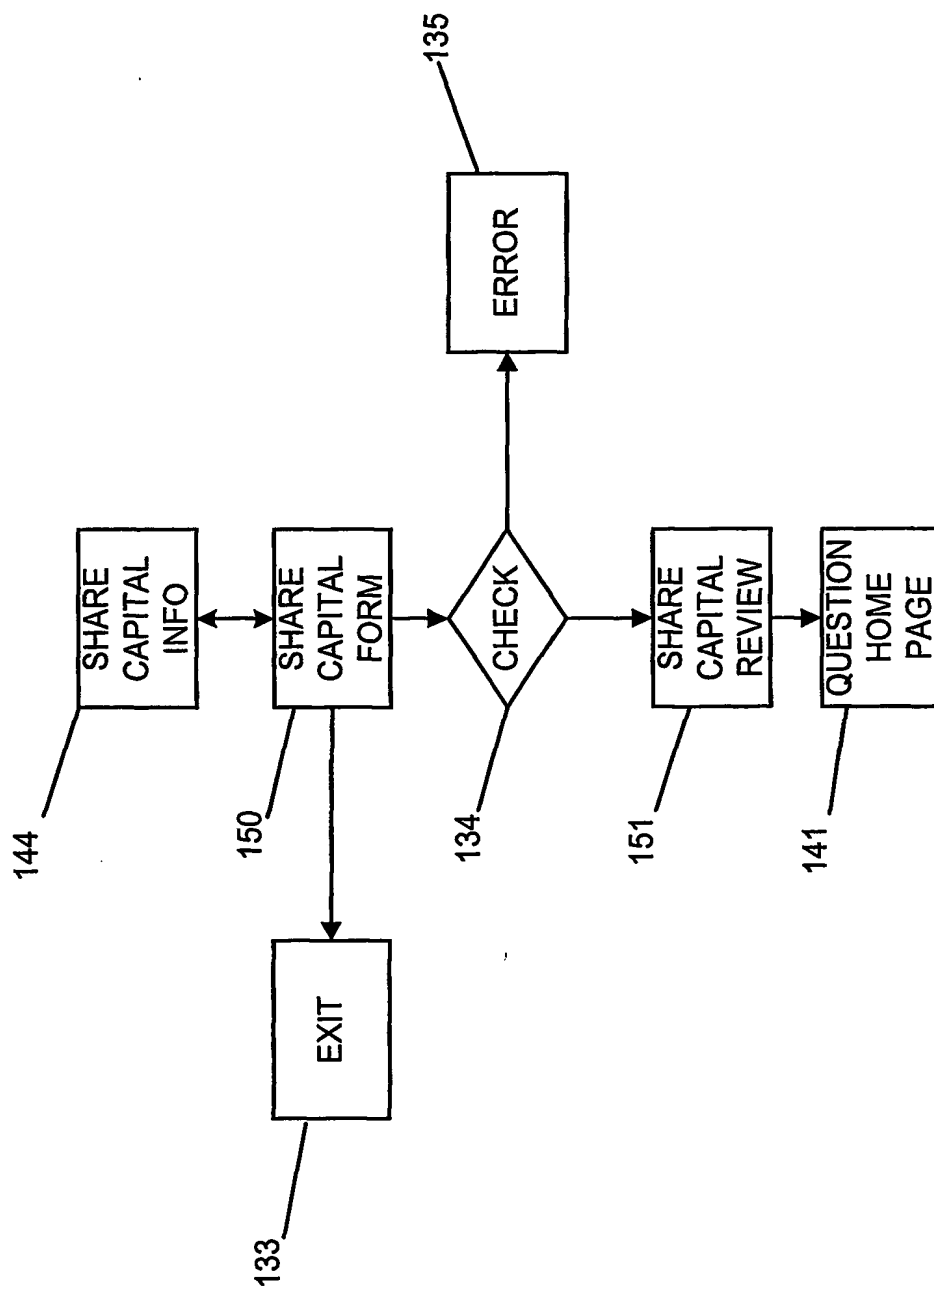 144
SHARE
CAPITAL
INFO
150
SHARE
CAPITAL
FORM
133
EXIT
134
CHECK
135
ERROR
151
SHARE
CAPITAL
REVIEW
141
QUESTION
HOME
PAGE